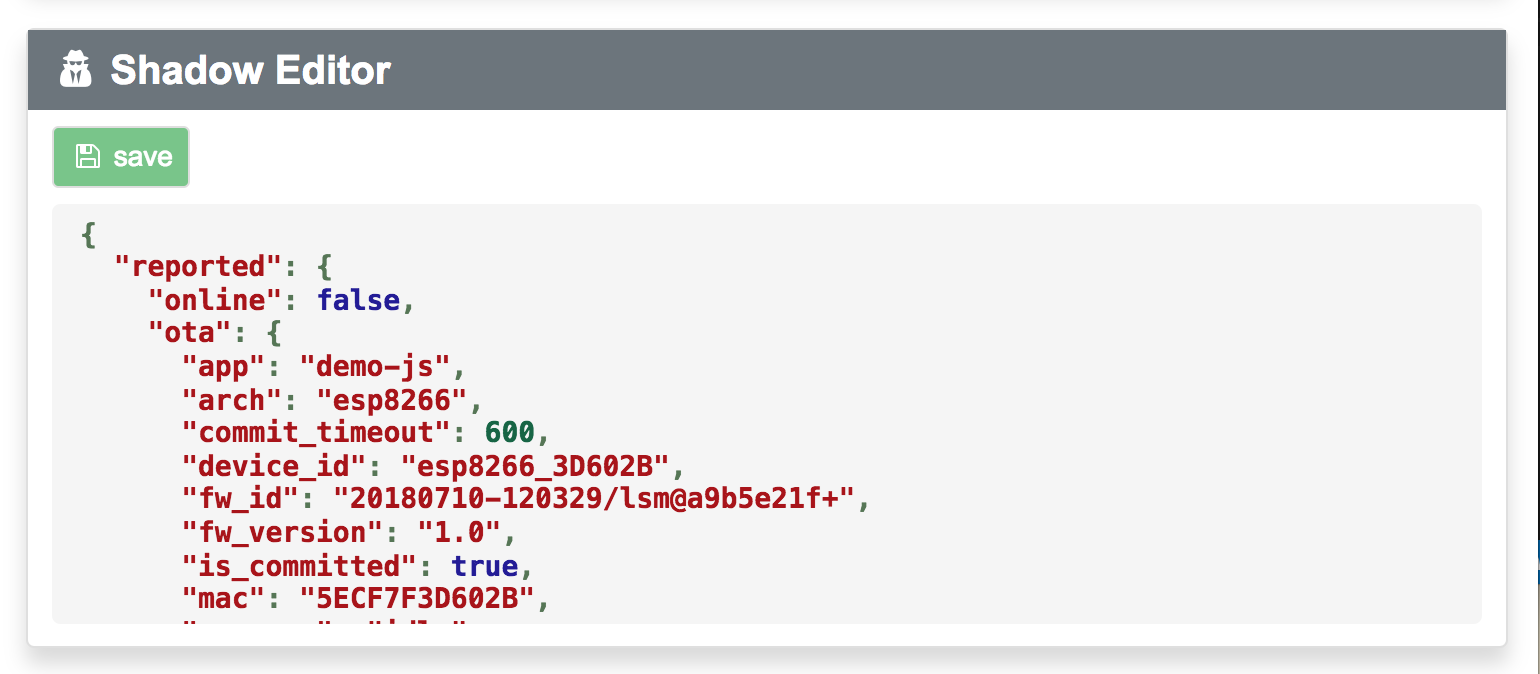 Shadow Editor
save
{
"reported": {
"online": false,
"ota": {
"app": "demo-js",
"arch": "esp8266",
"commit_timeout": 600,
"device_id": "esp8266_3D602B",
"fw_id": "20180710-120329/lsm@a9b5e21f+",
"fw_version": "1.0",
"is_committed": true,
"mac": "5ECF7F3D602B",